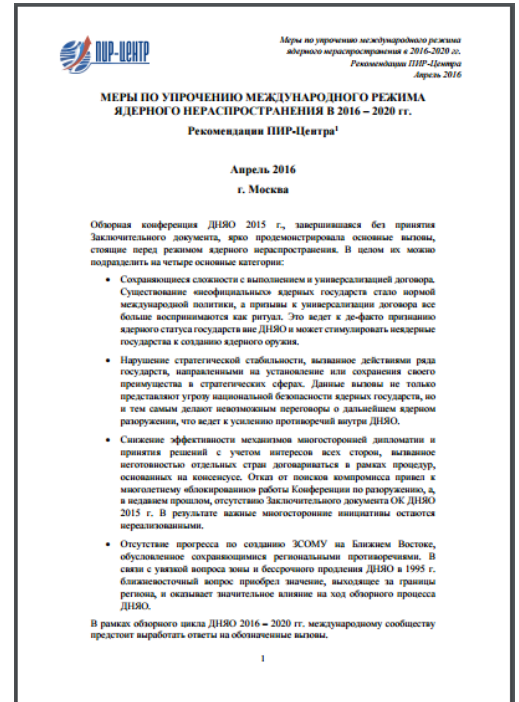 ПИР-ЦЕНТР
Меры по упрочению международного режима
ядерного нераспространения в 2016-2020 гг.
Рекомендации ПИР-Центра
Апрель 2016
МЕРЫ ПО УПРОЧЕНИЮ МЕЖДУНАРОДНОГО РЕЖИМА
ЯДЕРНОГО НЕРАСПРОСТРАНЕНИЯ В 2016 – 2020 гг.
Рекомендации ПИР-Центра¹
Апрель 2016
г. Москва
Обзорная конференция ДНЯО 2015 г., завершившаяся без принятия
Заключительного документа, ярко продемонстрировала основные вызовы,
стоящие перед режимом ядерного нераспространения. В целом их можно
подразделить на четыре основные категории:
• Сохраняющиеся сложности с выполнением и универсализацией договора.
Существование «неофициальных» ядерных государств стало нормой
международной политики, а призывы к универсализации договора все
больше воспринимаются как ритуал. Это ведет к де-факто признанию
ядерного статуса государств вне ДНЯО и может стимулировать неядерные
государства к созданию ядерного оружия.
• Нарушение стратегической стабильности, вызванное действиями ряда
государств, направленными на установление или сохранения своего
преимущества в стратегических сферах. Данные вызовы не только
представляют угрозу национальной безопасности ядерных государств, но
и тем самым делают невозможным переговоры о дальнейшем ядерном
разоружении, что ведет к усилению противоречий внутри ДНЯО.
• Снижение эффективности механизмов многосторонней дипломатии и
принятия решений с учетом интересов всех сторон, вызванное
неготовностью отдельных стран договариваться в рамках процедур,
основанных на консенсусе. Отказ от поисков компромисса привел к
многолетнему «блокированию» работы Конференции по разоружению, а,
в недавнем прошлом, отсутствию Заключительного документа ОК ДНЯО
2015 г. В результате важные многосторонние инициативы остаются
нереализованными.
• Отсутствие прогресса по созданию ЗСОМУ на Ближнем Востоке,
обусловленное сохраняющимися региональными противоречиями. В
связи с увязкой вопроса зоны и бессрочного продления ДНЯО в 1995 г.
ближневосточный вопрос приобрел значение, выходящее за границы
региона, и оказывает значительное влияние на ход обзорного процесса
ДНЯО.
В рамках обзорного цикла ДНЯО 2016 – 2020 гг. международному сообществу
предстоит выработать ответы на обозначенные вызовы.
1